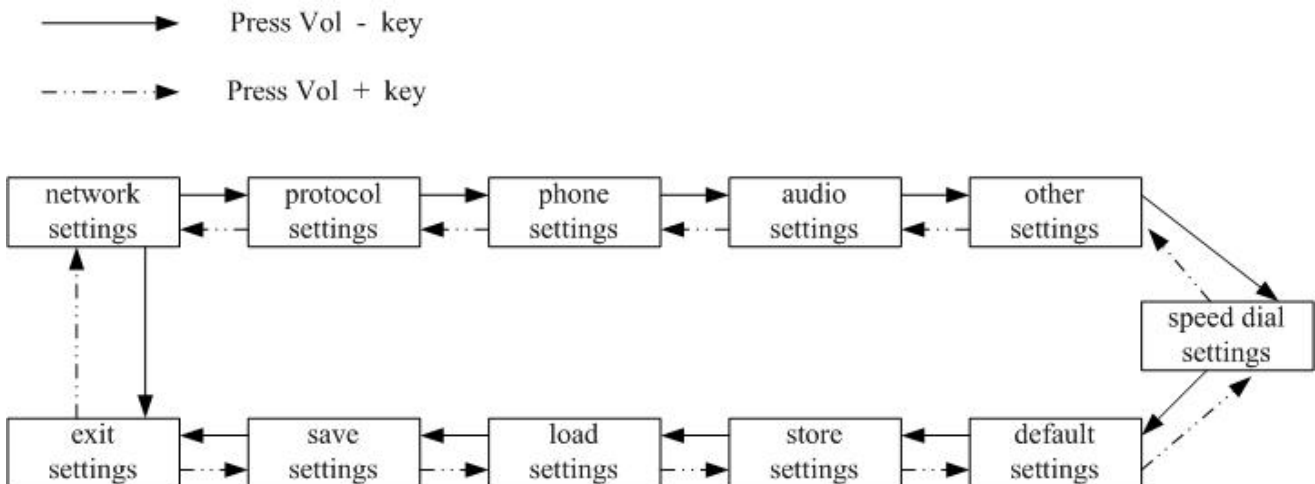 Press Vol - key
Press Vol + key
network
settings
protocol
settings
phone
settings
audio
settings
other
settings
speed dial
settings
exit
settings
save
settings
load
settings
store
settings
default
settings